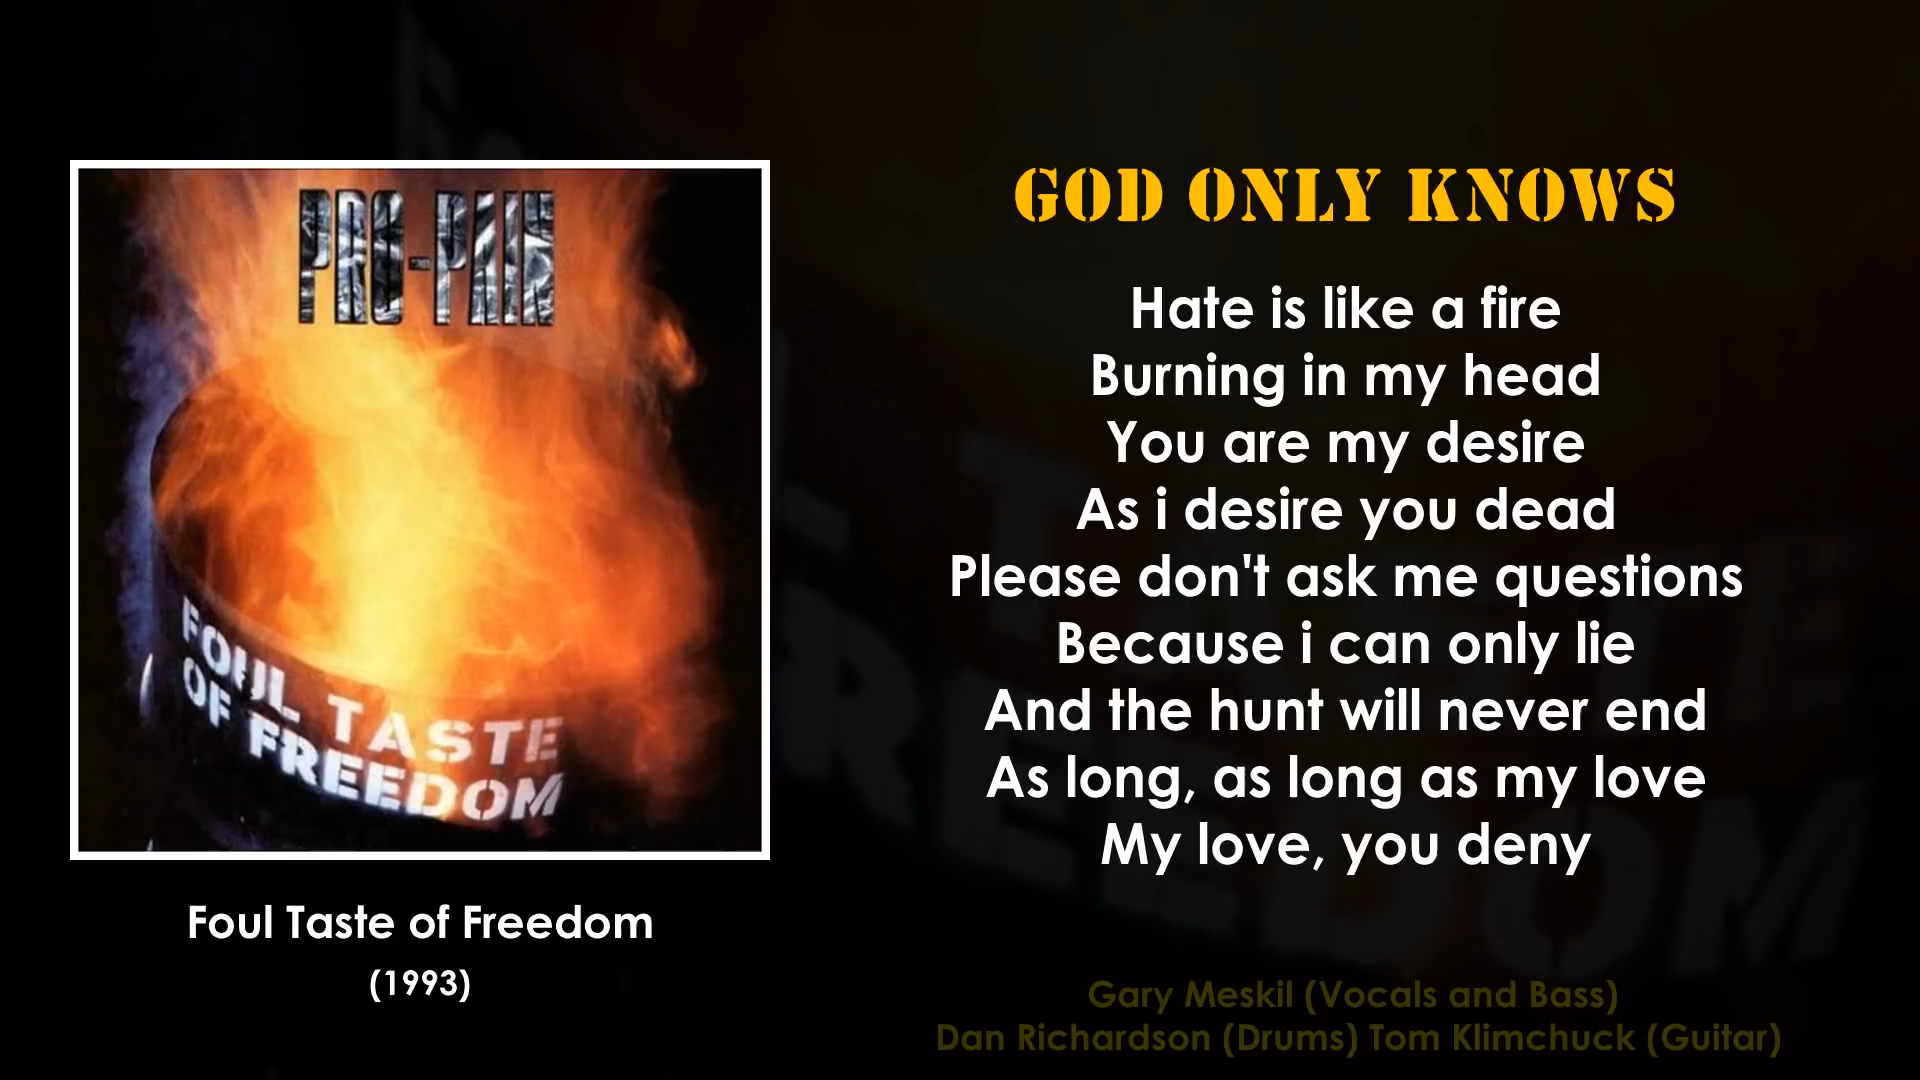 PRO-PAIN
FOUL TASTE
OF FREEDOM
Foul Taste of Freedom
(1993)
GOD ONLY KNOWS
Hate is like a fire
Burning in my head
You are my desire
As i desire you dead
Please don't ask me questions
Because i can only lie
And the hunt will never end
As long, as long as my love
My love, you deny
Gary Meskil (Vocals and Bass)
Dan Richardson (Drums) Tom Klimchuck (Guitar)